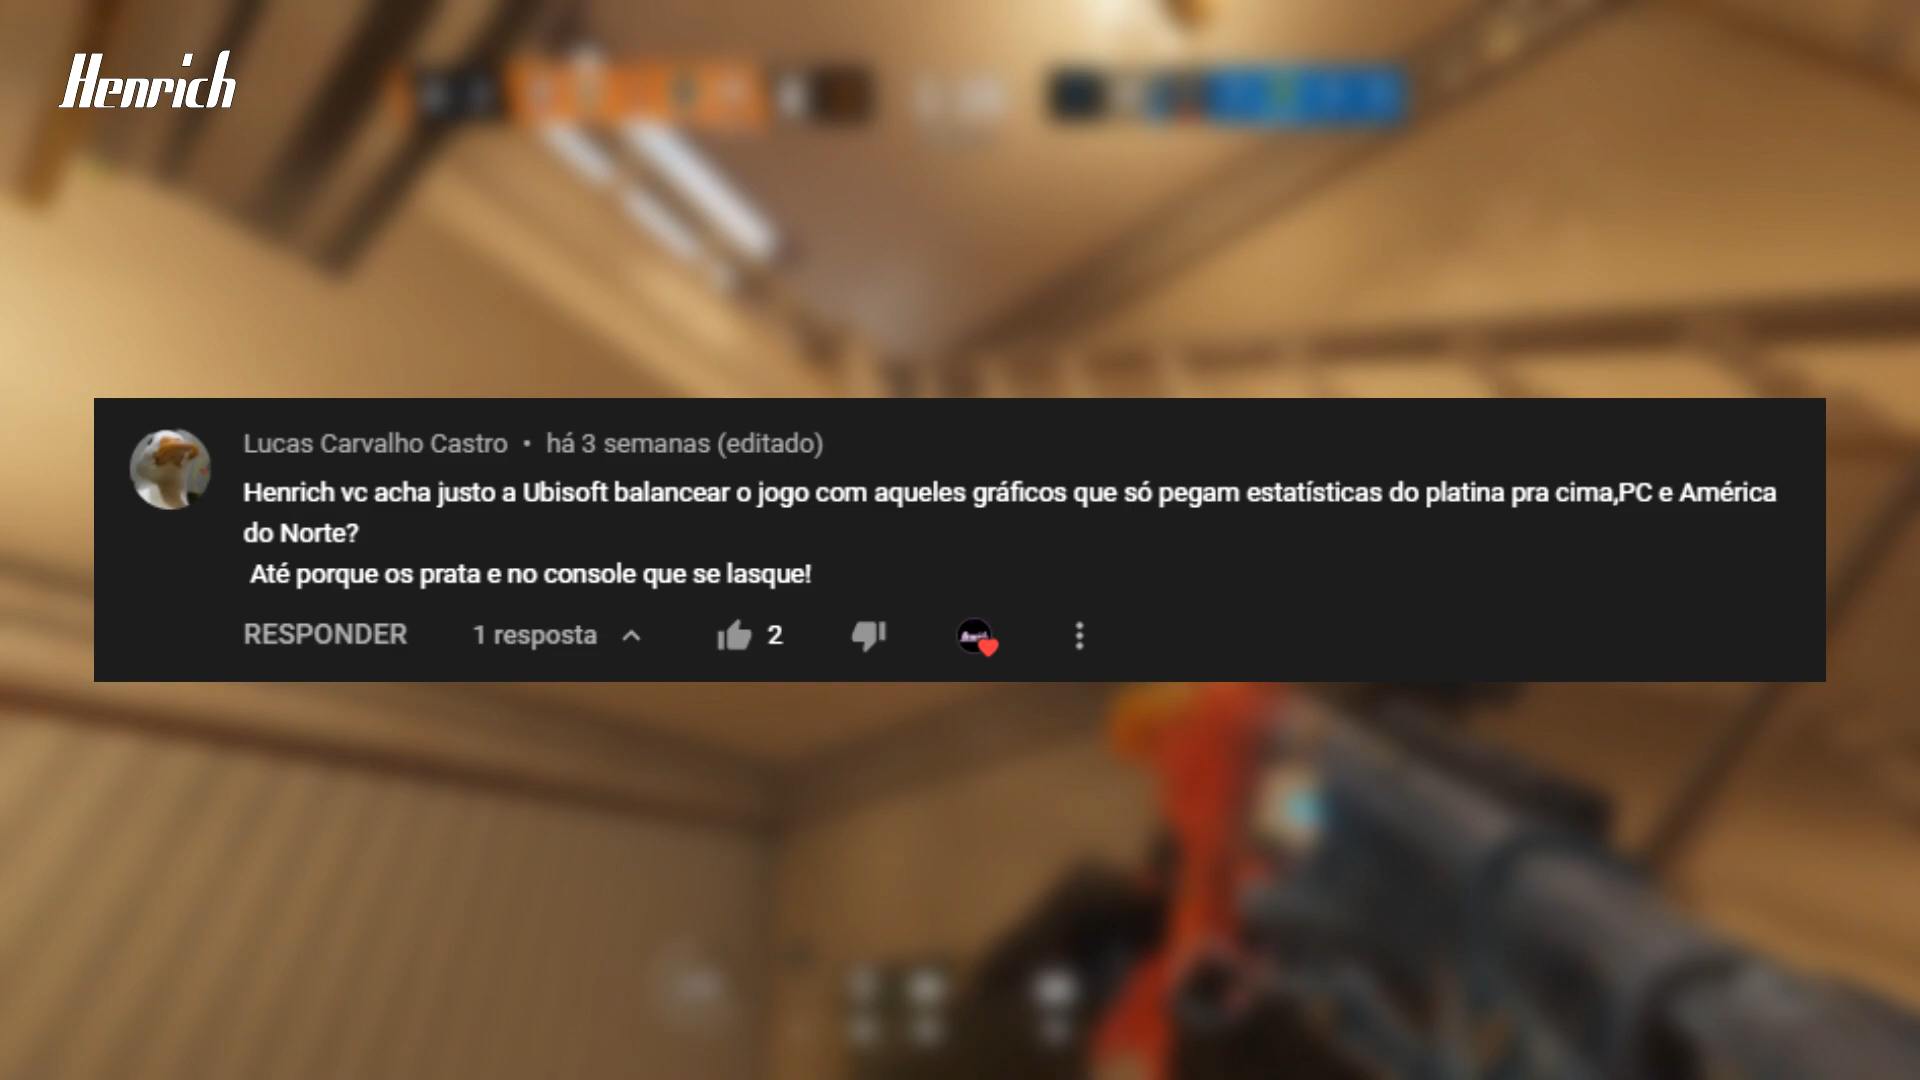 Henrich
Lucas Carvalho Castro • há 3 semanas (editado)
Henrich vc acha justo a Ubisoft balancear o jogo com aqueles gráficos que só pegam estatísticas do platina pra cima,PC e América
do Norte?
Até porque os prata e no console que se lasque!
RESPONDER 1 resposta 2